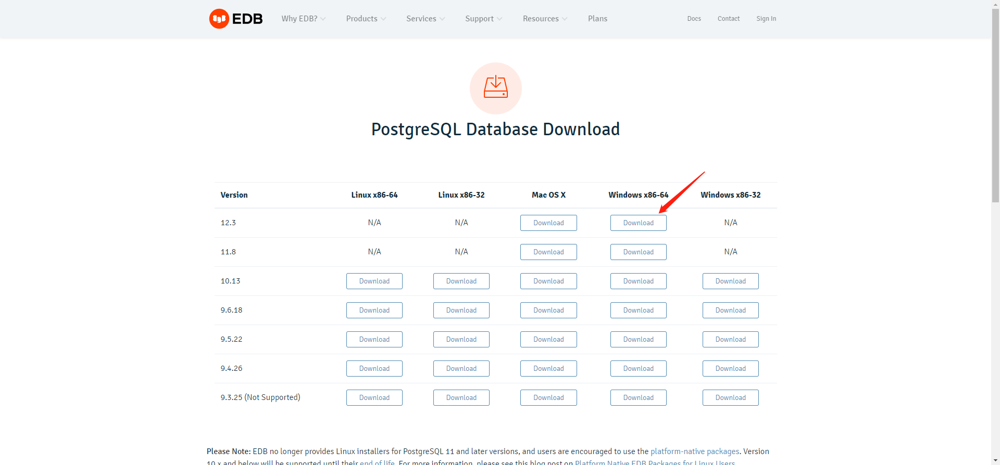 EDB Why EDB? Products Services Support Resources Plans Docs Contact Sign In
PostgreSQL Database Download
Version Linux x86-64 Linux x86-32 Mac OS X Windows x86-64 Windows x86-32
12.3 N/A N/A Download Download N/A
11.8 N/A N/A Download Download N/A
10.13 Download Download Download Download Download
9.6.18 Download Download Download Download Download
9.5.22 Download Download Download Download Download
9.4.26 Download Download Download Download Download
9.3.25 (Not Supported) Download Download Download Download Download
Please Note: EDB no longer provides Linux installers for PostgreSQL 11 and later versions, and users are encouraged to use the platform-native packages. Version
10.x and below will be supported until their end of life. For more information, please see this blog post on Platform Native EDB Packages for Linux Users.